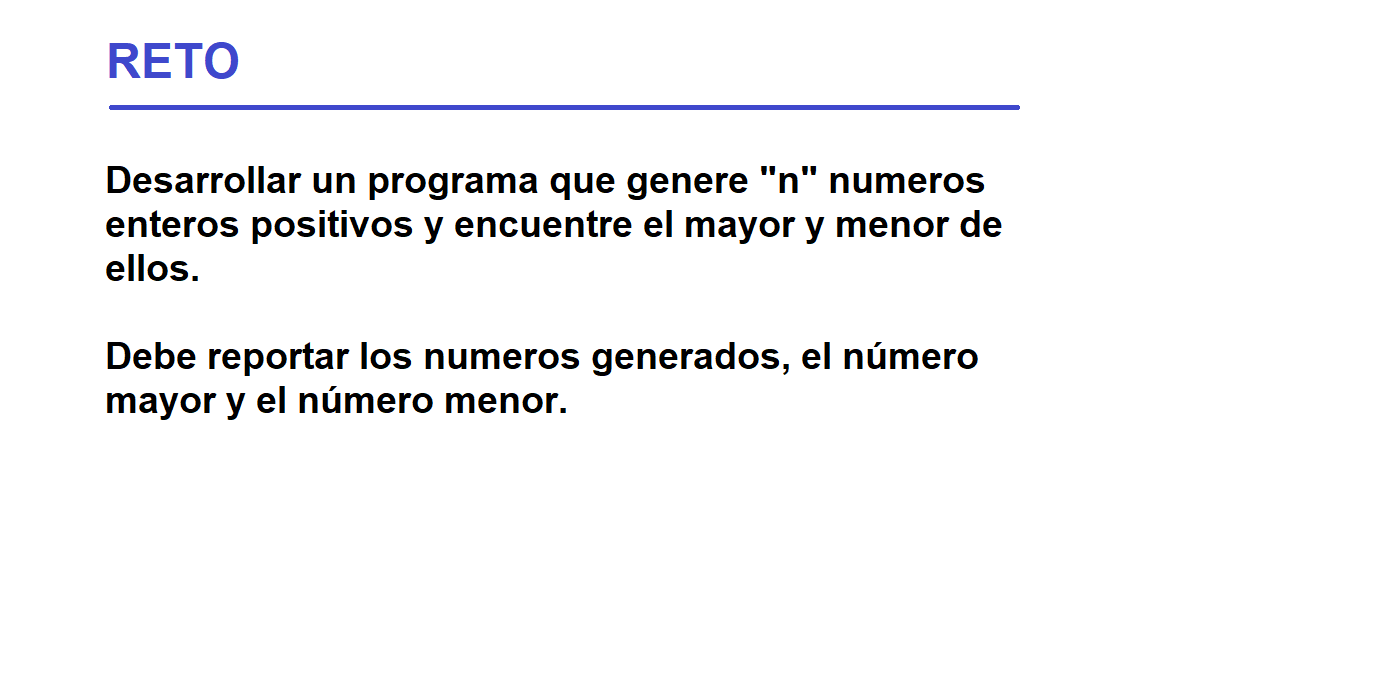 RETO
Desarrollar un programa que genere "n" numeros
enteros positivos y encuentre el mayor y menor de
ellos.
Debe reportar los numeros generados, el número
mayor y el número menor.